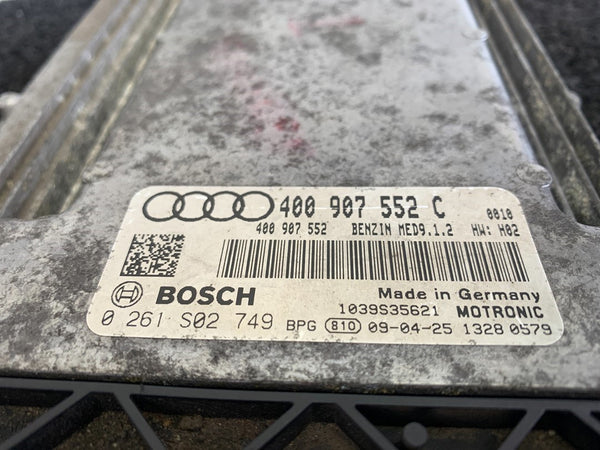 400 907 552 C 0010
400 907 552 BENZIN MED9.1.2 HW: H02
BOSCH Made in Germany
1039S35621 MOTRONIC
0 261 S02 749 BPG 810 09-04-25 1328 0579